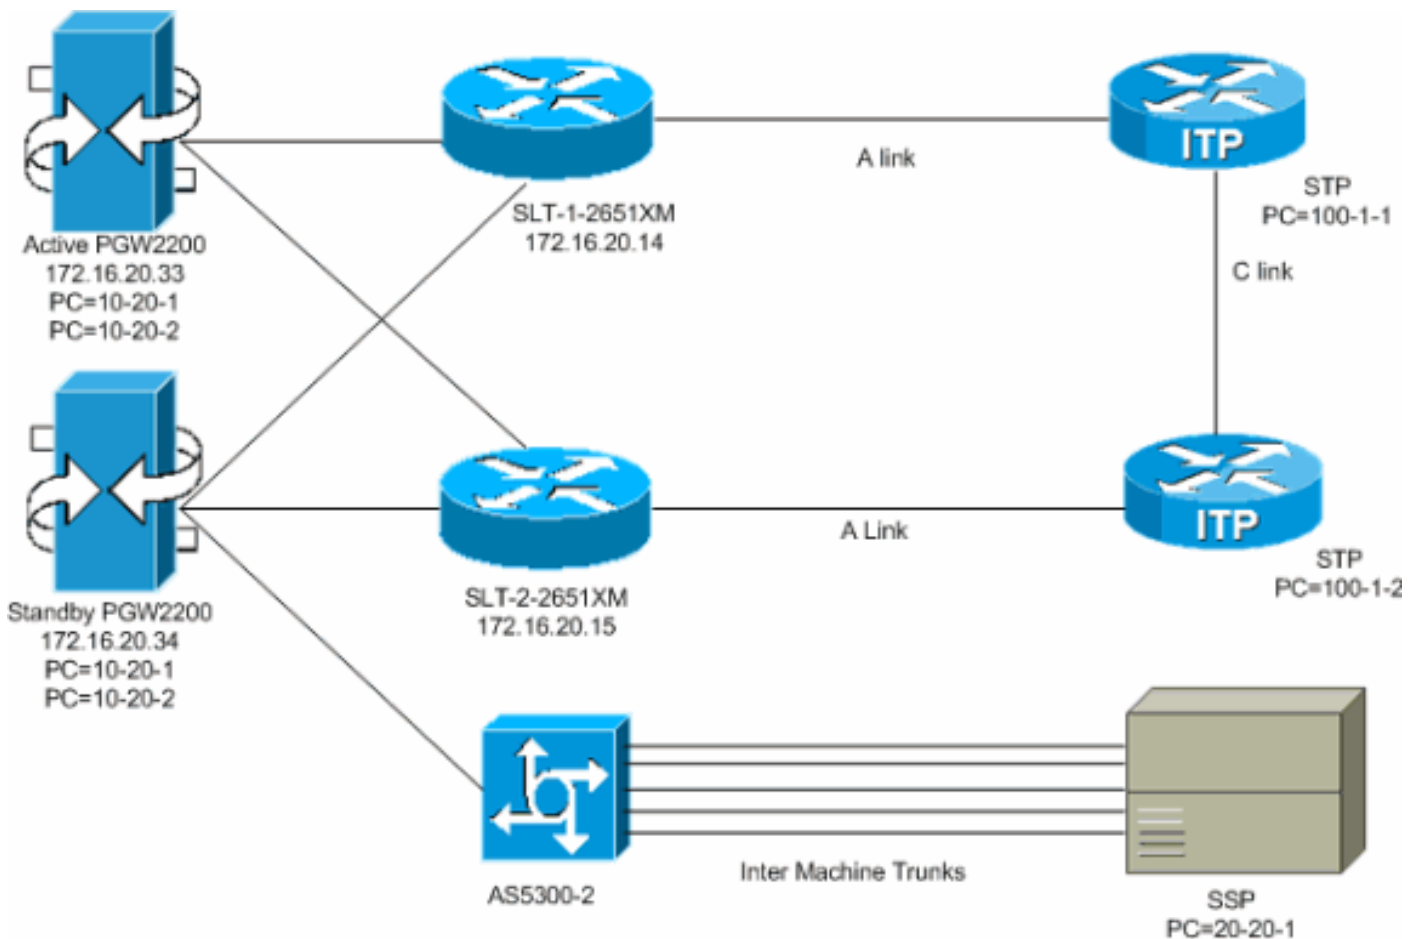 ITP
A link
STP
PC=100-1-1
SLT-1-2651XM
172.16.20.14
Active PGW2200
172.16.20.33
PC=10-20-1
PC=10-20-2
C link
ITP
A Link
STP
PC=100-1-2
SLT-2-2651XM
172.16.20.15
Standby PGW2200
172.16.20.34
PC=10-20-1
PC=10-20-2
Inter Machine Trunks
AS5300-2
SSP
PC=20-20-1